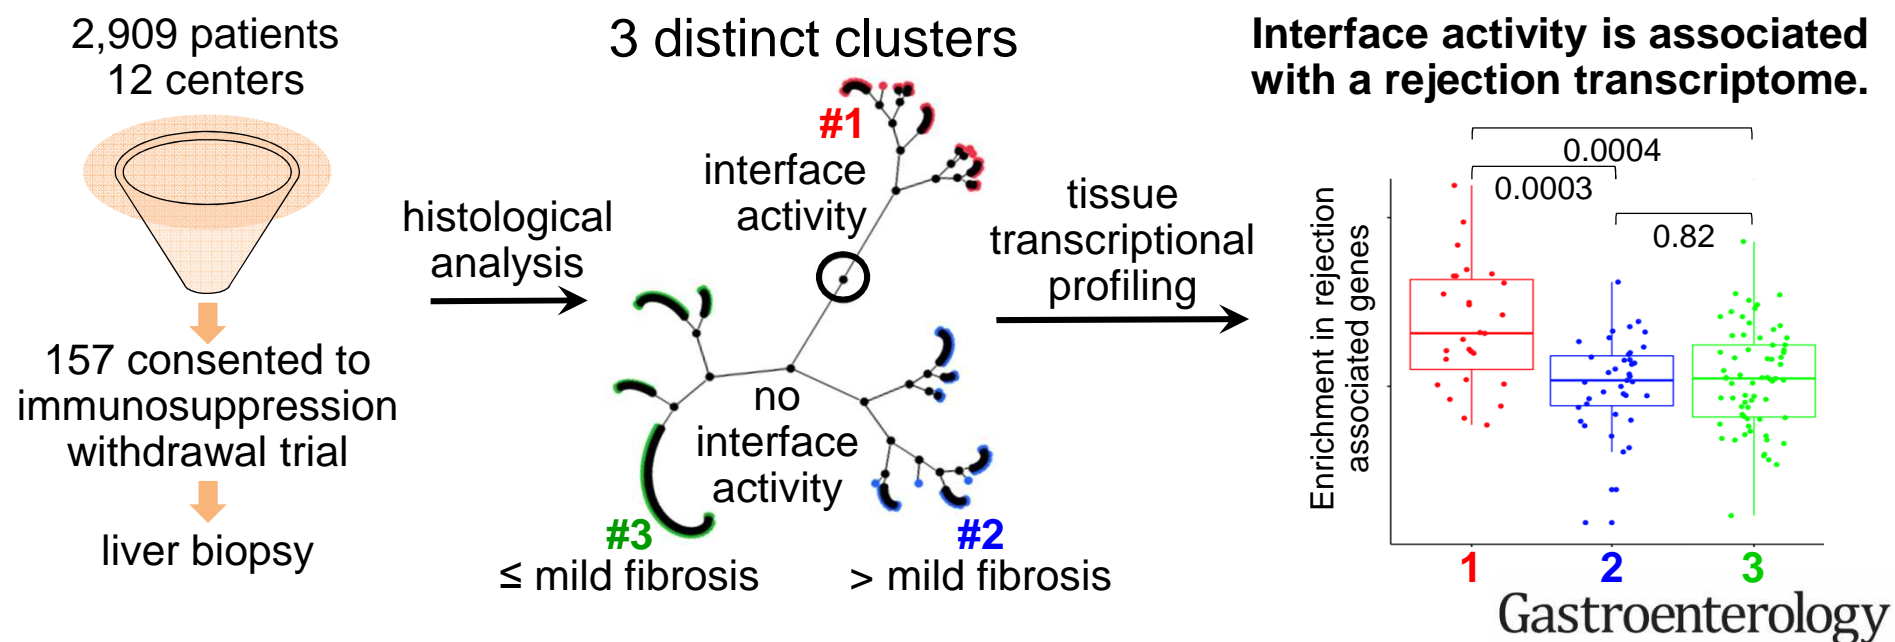 2,909 patients
12 centers
157 consented to
immunosuppression
withdrawal trial
liver biopsy
histological
analysis
3 distinct clusters
#1
interface
activity
no
interface
activity
#3
≤ mild fibrosis
#2
> mild fibrosis
tissue
transcriptional
profiling
Interface activity is associated
with a rejection transcriptome.
0.0004
0.0003
0.82
Enrichment in rejection
associated genes
1
2
3
Gastroenterology